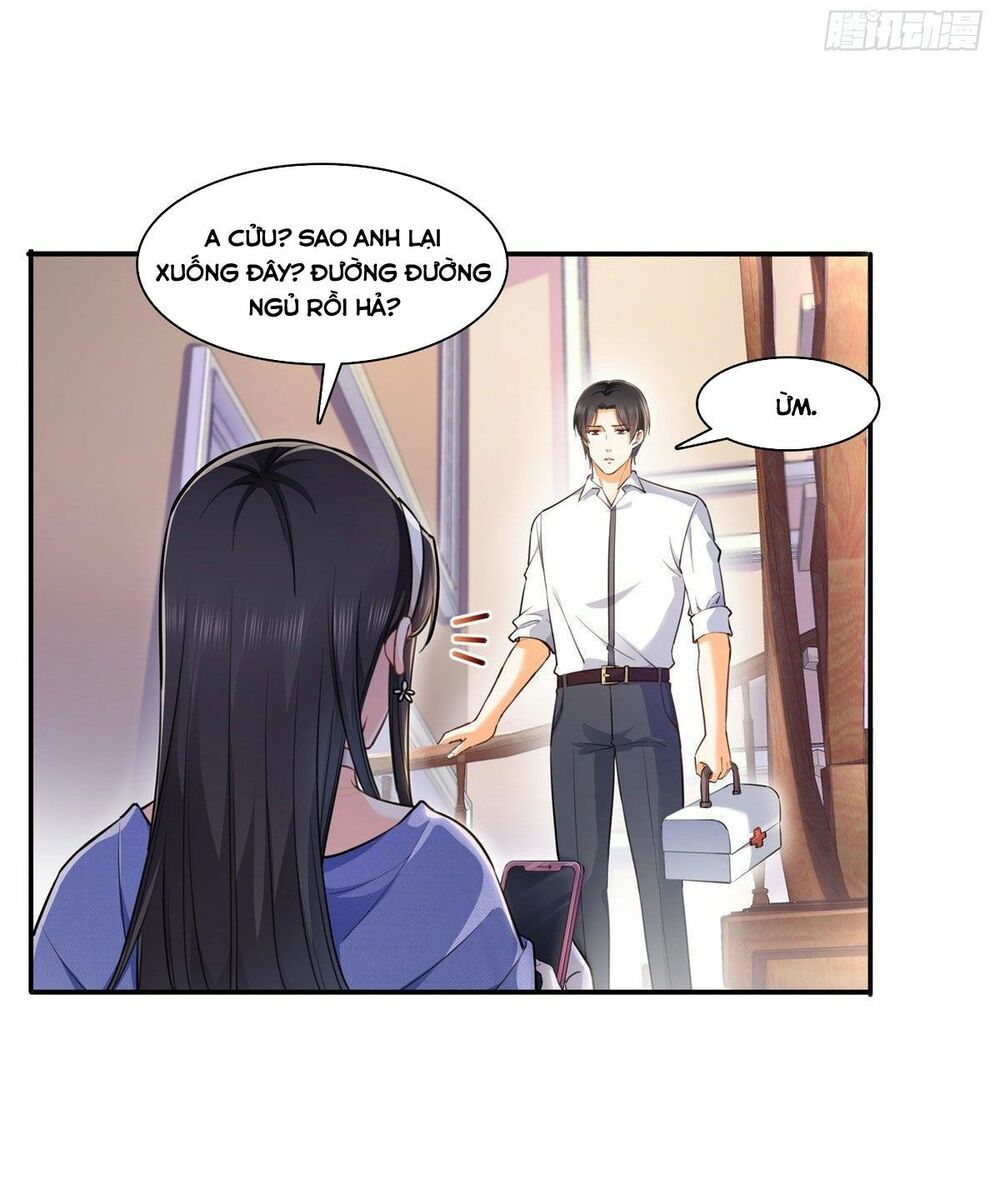 腾讯动漫
A CỬU? SAO ANH LẠI
XUỐNG ĐÂY? ĐƯỜNG ĐƯỜNG
NGỦ RỒI HẢ?
ỪM.